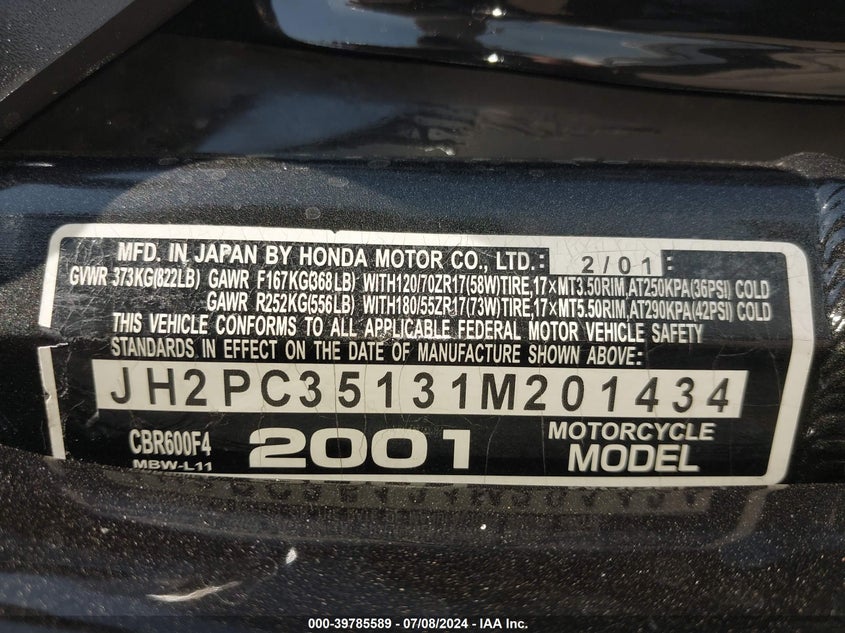 MFD. IN JAPAN BY HONDA MOTOR CO., LTD.: 2/01:
GVWR 373KG(822LB) GAWR F167KG(368LB) WITH120/70ZR17(58W)TIRE,17×MT3.50RIM,AT250KPA(36PSI) COLD
GAWR R252KG(556LB) WITH180/55ZR17(73W)TIRE,17×MT5.50RIM,AT290KPA(42PSI) COLD
THIS VEHICLE CONFORMS TO ALL APPLICABLE FEDERAL MOTOR VEHICLE SAFETY
STANDARDS IN EFFECT ON THE DATE OF MANUFACTURE SHOWN ABOVE:
JH2PC35131M201434
CBR600F4 2001 MOTORCYCLE
MBW-L11 MODEL
000-39785589 - 07/08/2024 - IAA Inc.